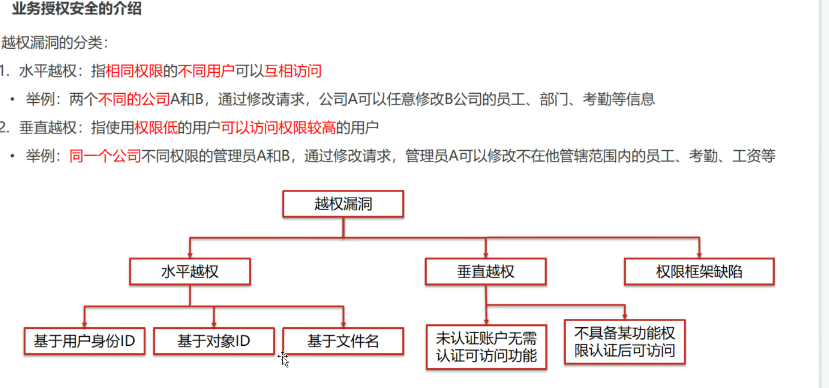 业务授权安全的介绍
越权漏洞的分类：
1. 水平越权：指相同权限的不同用户可以互相访问
• 举例：两个不同的公司A和B，通过修改请求，公司A可以任意修改B公司的员工、部门、考勤等信息
2. 垂直越权：指使用权限低的用户可以访问权限较高的用户
• 举例：同一个公司不同权限的管理员A和B，通过修改请求，管理员A可以修改不在他管辖范围内的员工、考勤、工资等
越权漏洞
水平越权
垂直越权
权限框架缺陷
基于用户身份ID
基于对象ID
基于文件名
未认证账户无需
认证可访问功能
不具备某功能权
限认证后可访问